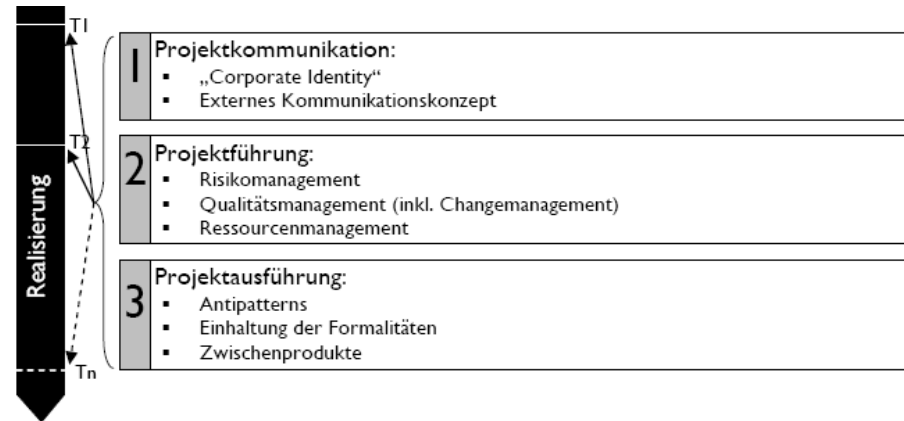 T1
1
Projektkommunikation:
▪ „Corporate Identity“
▪ Externes Kommunikationskonzept
T2
2
Projektführung:
▪ Risikomanagement
▪ Qualitätsmanagement (inkl. Changemanagement)
▪ Ressourcenmanagement
Realisierung
3
Projektausführung:
▪ Antipatterns
▪ Einhaltung der Formalitäten
▪ Zwischenprodukte
Tn